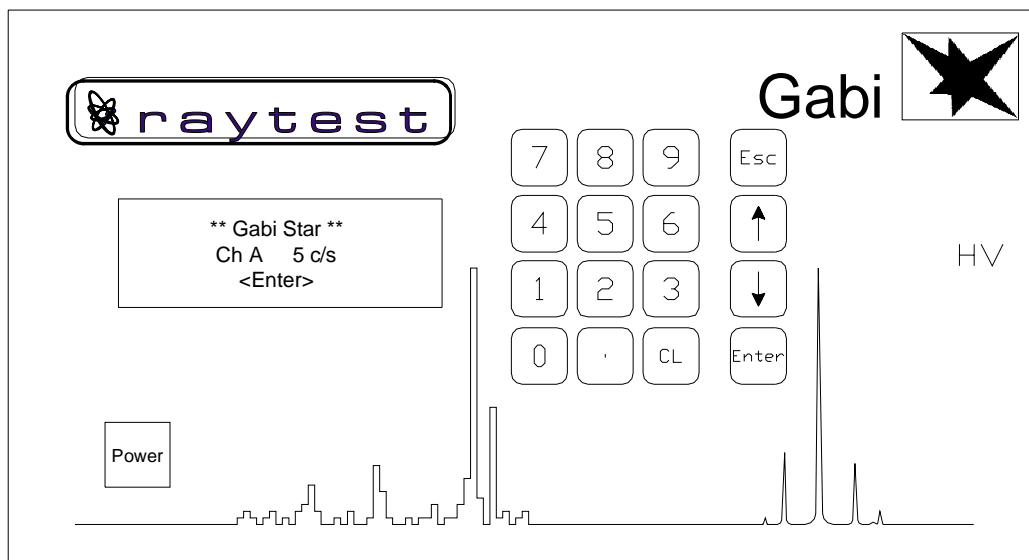 Gabi
raytest
7 8 9 Esc
** Gabi Star **
Ch A 5 c/s
<Enter>
4 5 6
HV
1 2 3
0 . CL Enter
Power